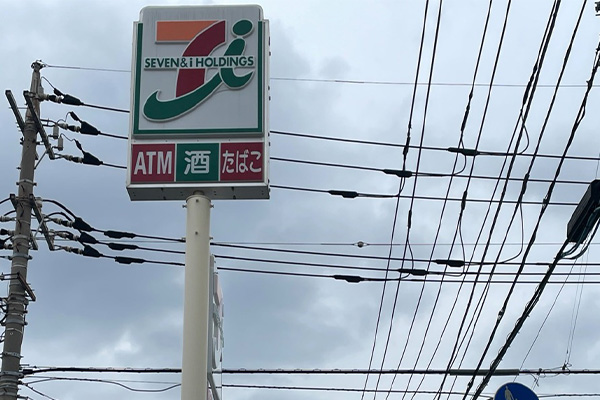 SEVEN&i HOLDINGS
ATM 酒 たばこ